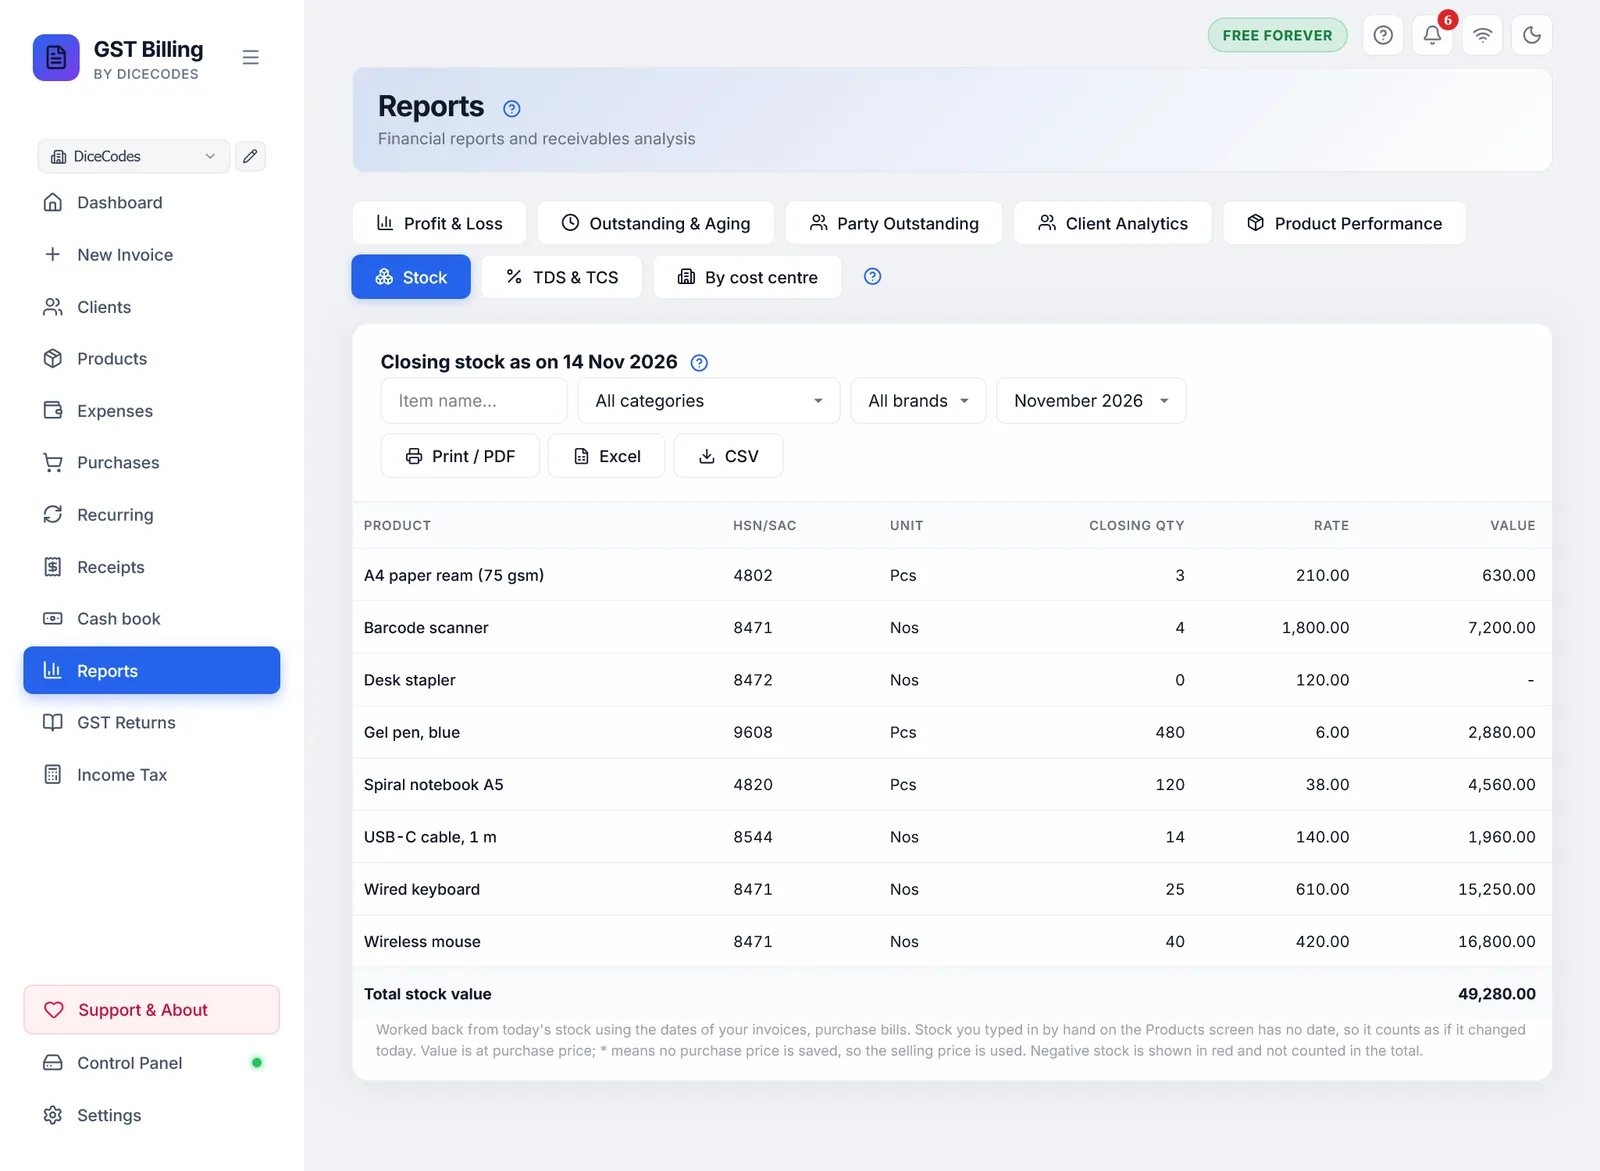 GST Billing
BY DICECODES
DiceCodes
Dashboard
New Invoice
Clients
Products
Expenses
Purchases
Recurring
Receipts
Cash book
Reports
GST Returns
Income Tax
Support & About
Control Panel
Settings
FREE FOREVER
6
Reports
Financial reports and receivables analysis
Profit & Loss
Outstanding & Aging
Party Outstanding
Client Analytics
Product Performance
Stock
TDS & TCS
By cost centre
Closing stock as on 14 Nov 2026
Item name...
All categories
All brands
November 2026
Print / PDF
Excel
CSV
PRODUCT HSN/SAC UNIT CLOSING QTY RATE VALUE
A4 paper ream (75 gsm) 4802 Pcs 3 210.00 630.00
Barcode scanner 8471 Nos 4 1,800.00 7,200.00
Desk stapler 8472 Nos 0 120.00 -
Gel pen, blue 9608 Pcs 480 6.00 2,880.00
Spiral notebook A5 4820 Pcs 120 38.00 4,560.00
USB-C cable, 1 m 8544 Nos 14 140.00 1,960.00
Wired keyboard 8471 Nos 25 610.00 15,250.00
Wireless mouse 8471 Nos 40 420.00 16,800.00
Total stock value 49,280.00
Worked back from today's stock using the dates of your invoices, purchase bills. Stock you typed in by hand on the Products screen has no date, so it counts as if it changed
today. Value is at purchase price; * means no purchase price is saved, so the selling price is used. Negative stock is shown in red and not counted in the total.